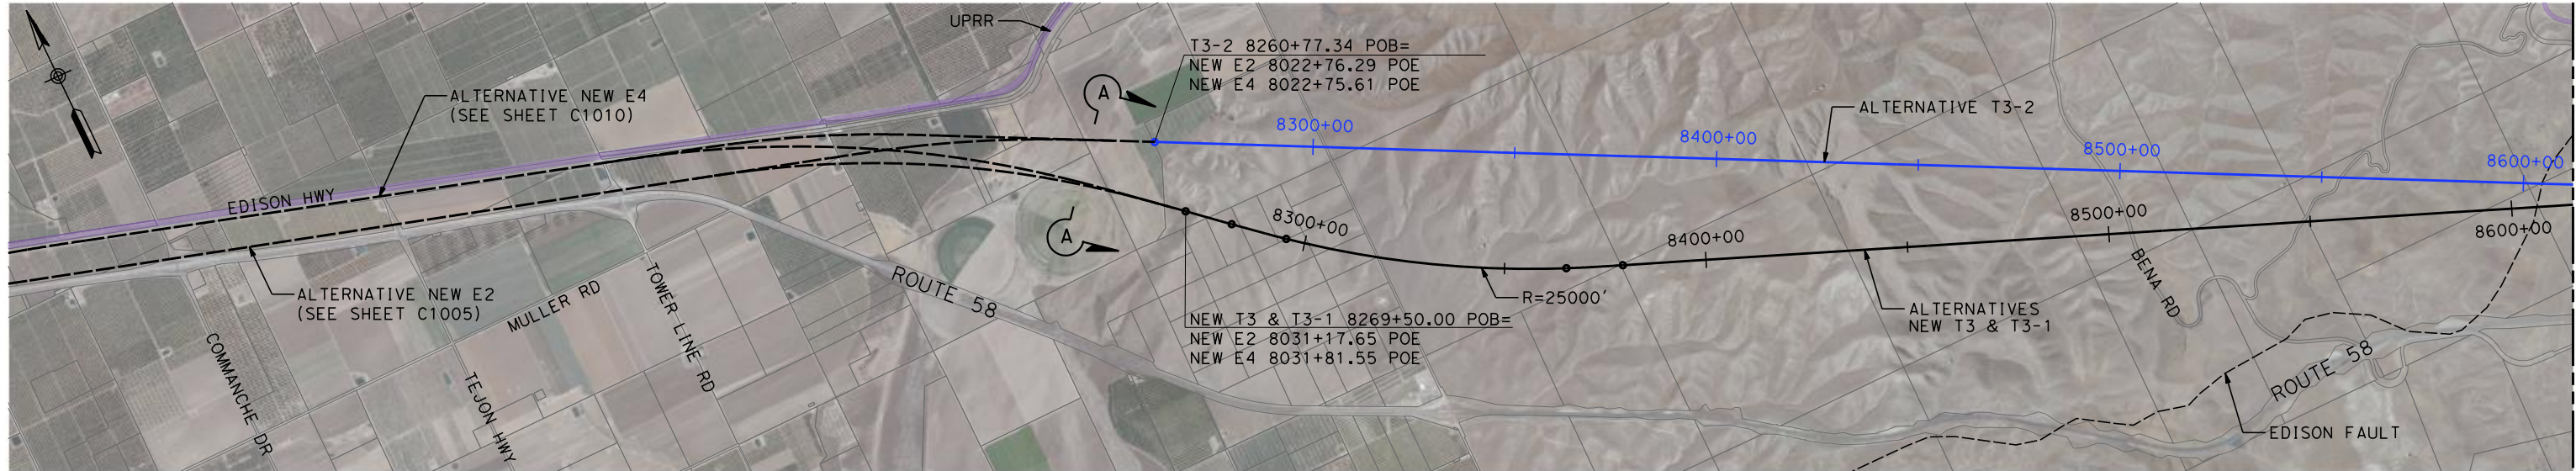 UPRR
T3-2 8260+77.34 POB=
NEW E2 8022+76.29 POE
NEW E4 8022+75.61 POE
ALTERNATIVE NEW E4
(SEE SHEET C1010)
A
ALTERNATIVE T3-2
8300+00
8400+00
8500+00
8600+00
EDISON HWY
8300+00
8400+00
8500+00
8600+00
A
ALTERNATIVE NEW E2
(SEE SHEET C1005)
MULLER RD
TOWER LINE RD
ROUTE 58
R=25000'
BENA RD
ALTERNATIVES
NEW T3 & T3-1
NEW T3 & T3-1 8269+50.00 POB=
NEW E2 8031+17.65 POE
NEW E4 8031+81.55 POE
COMMANCHE DR
TEJON HWY
ROUTE 58
EDISON FAULT